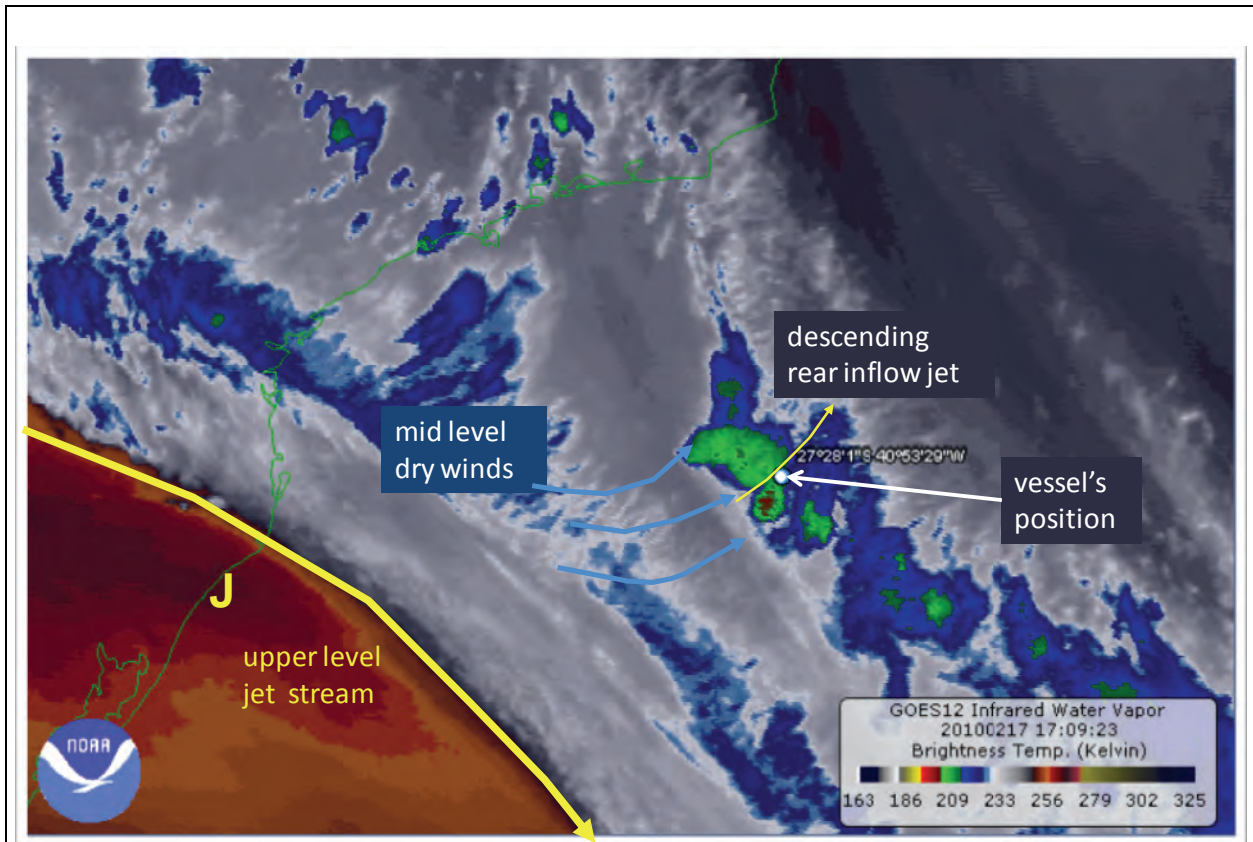 descending
rear inflow jet
mid level
dry winds
27°28'1"S 40°53'29"W
vessel's
position
J
upper level
jet stream
NOAA
GOES12 Infrared Water Vapor
20100217 17:09:23
Brightness Temp. (Kelvin)
163 186 209 233 256 279 302 325